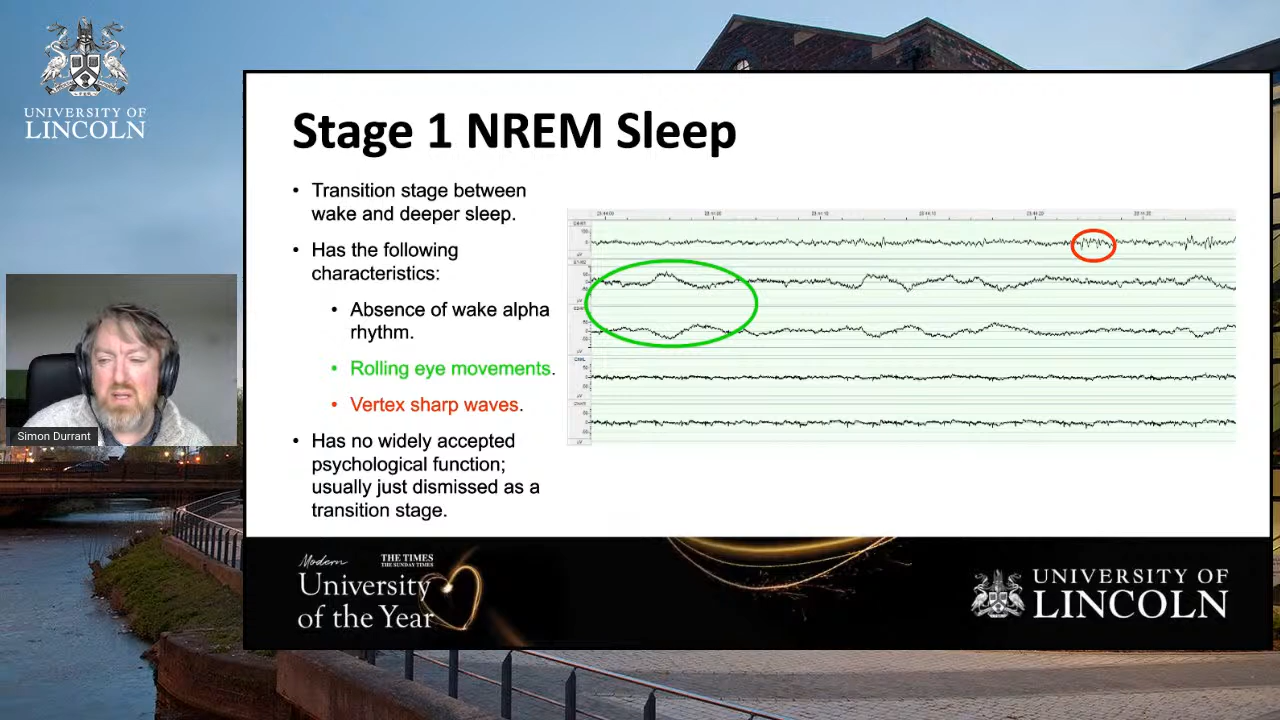 UNIVERSITY OF
LINCOLN
Stage 1 NREM Sleep
• Transition stage between
wake and deeper sleep.
• Has the following
characteristics:
• Absence of wake alpha
rhythm.
• Rolling eye movements.
• Vertex sharp waves.
• Has no widely accepted
psychological function;
usually just dismissed as a
transition stage.
Simon Durrant
Modern
THE TIMES
THE SUNDAY TIMES
University
of the Year
UNIVERSITY OF
LINCOLN